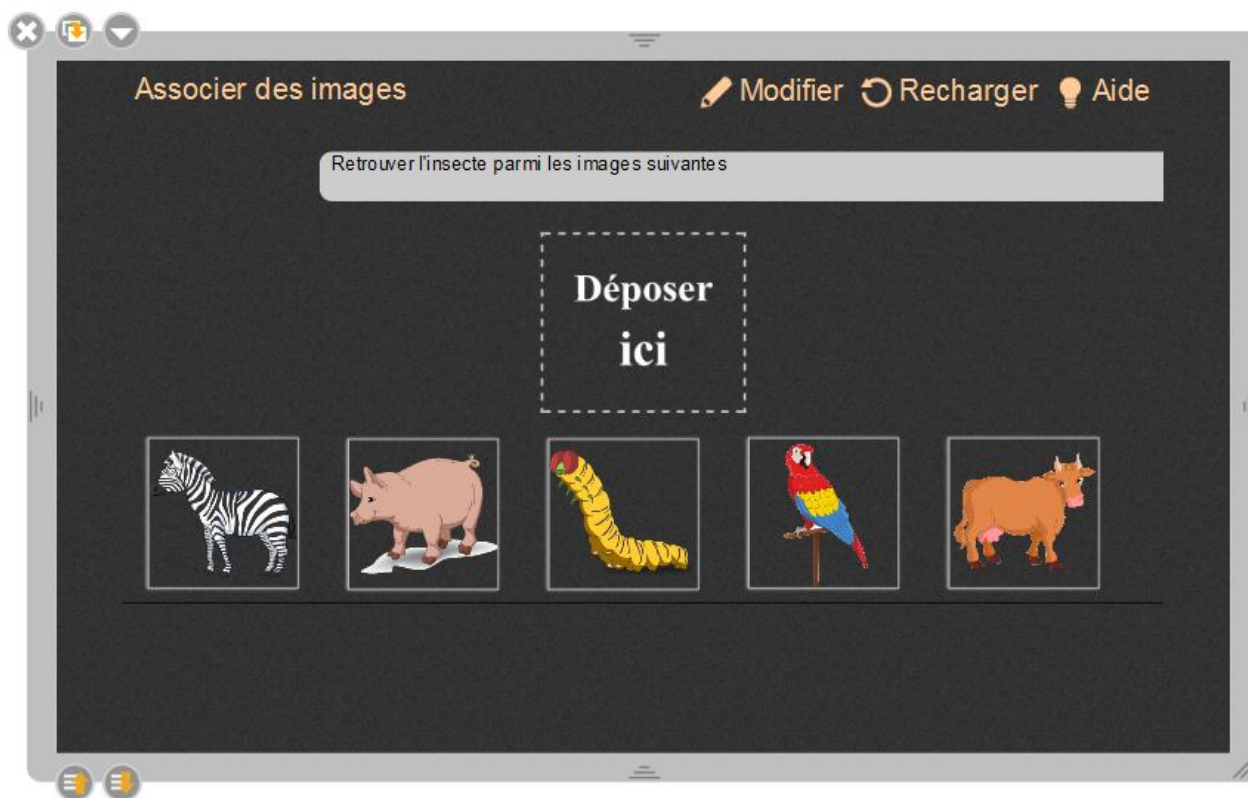 Associer des images
Modifier
Recharger
Aide
Retrouver l'insecte parmi les images suivantes
Déposer
ici